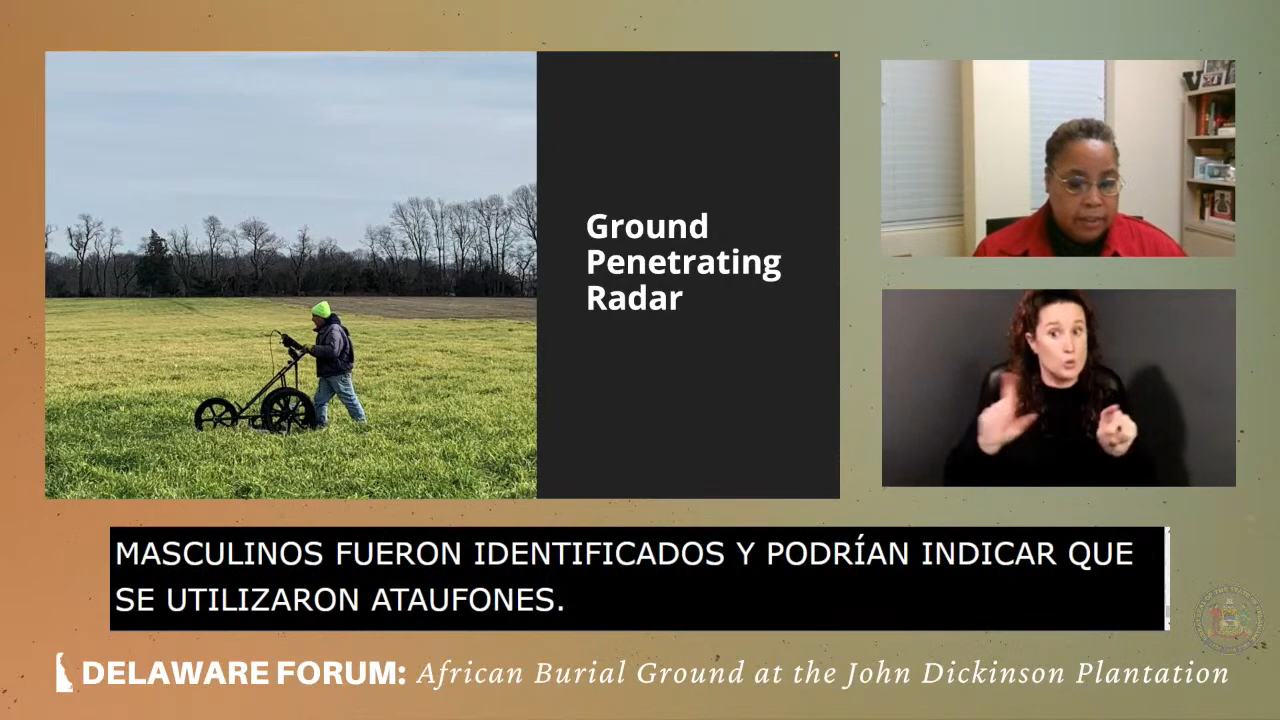 Ground
Penetrating
Radar
MASCULINOS FUERON IDENTIFICADOS Y PODRÍAN INDICAR QUE
SE UTILIZARON ATAUFONES.
DELAWARE FORUM: African Burial Ground at the John Dickinson Plantation